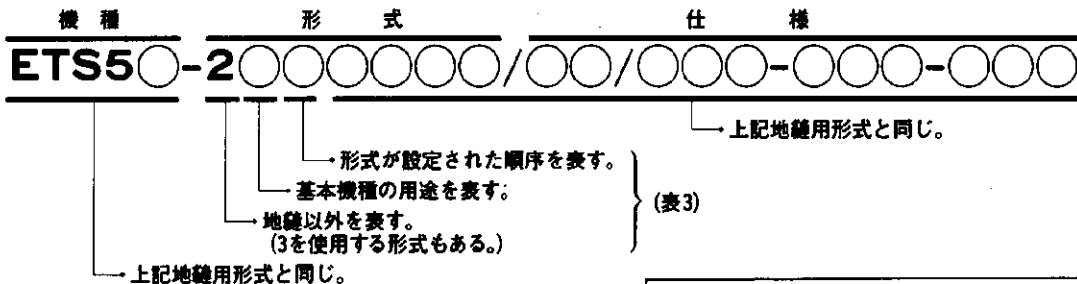 機種 形式 仕様
ETS5○-2○○○○○○/○○/○○○-○○○-○○○
上記地縫用形式と同じ。
形式が設定された順序を表す。
基本機種の用途を表す。
(表3)
地縫以外を表す。
(3を使用する形式もある。)
上記地縫用形式と同じ。